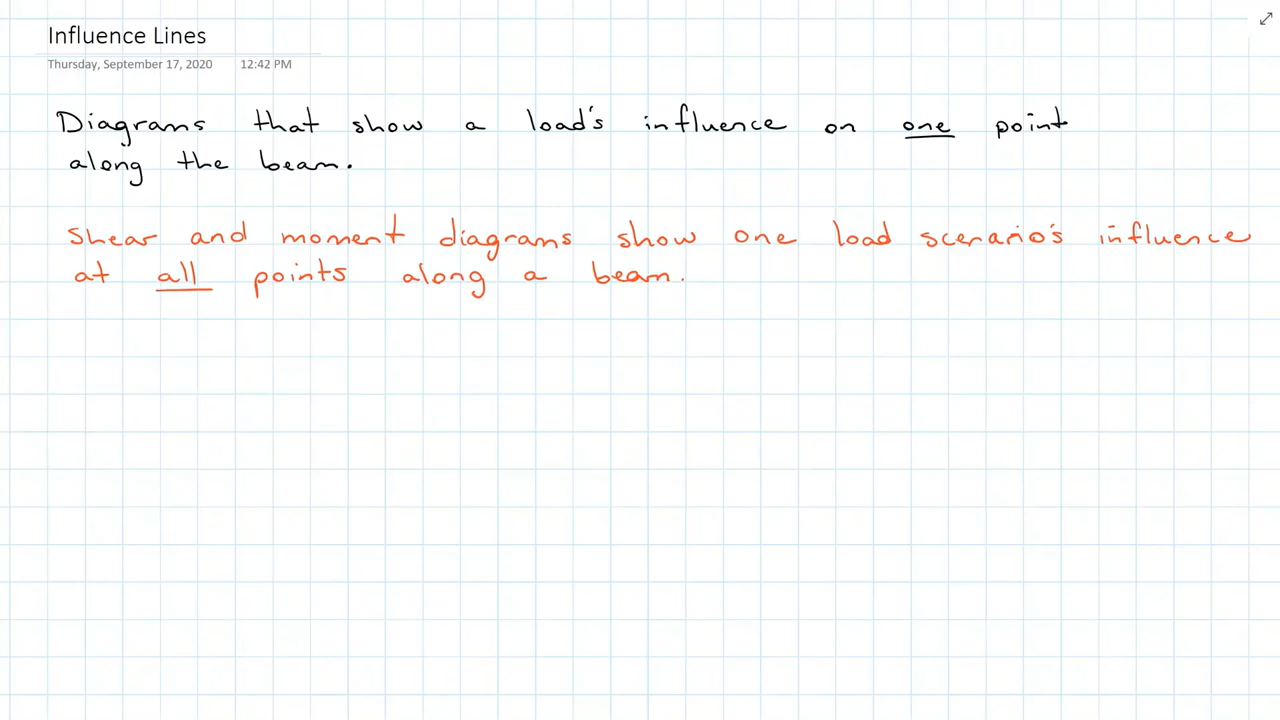 Influence Lines
Thursday, September 17, 2020 12:42 PM
Diagrams that show a load's influence on one point
along the beam.
Shear and moment diagrams show one load scenario's influence
at all points along a beam.